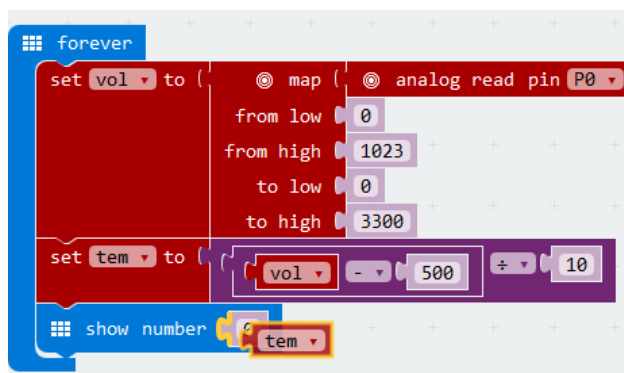 forever
set vol to ( map ( analog read pin P0
from low 0
from high 1023
to low 0
to high 3300
set tem to ( ( ( vol - ( 500 ÷ ( 10
show number 0
tem